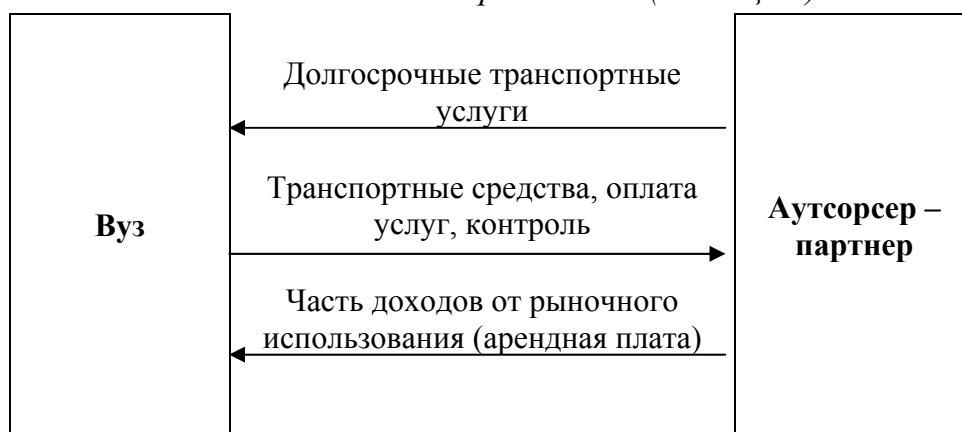 Долгосрочные транспортные
услуги
Транспортные средства, оплата
услуг, контроль
Вуз
Аутсорсер –
партнер
Часть доходов от рыночного
использования (арендная плата)